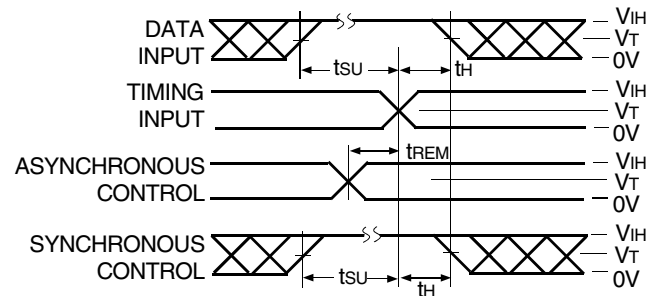 DATA
INPUT
tSU
tH
VIH
VT
0V
TIMING
INPUT
VIH
VT
0V
tREM
ASYNCHRONOUS
CONTROL
VIH
VT
0V
SYNCHRONOUS
CONTROL
tSU
tH
VIH
VT
0V